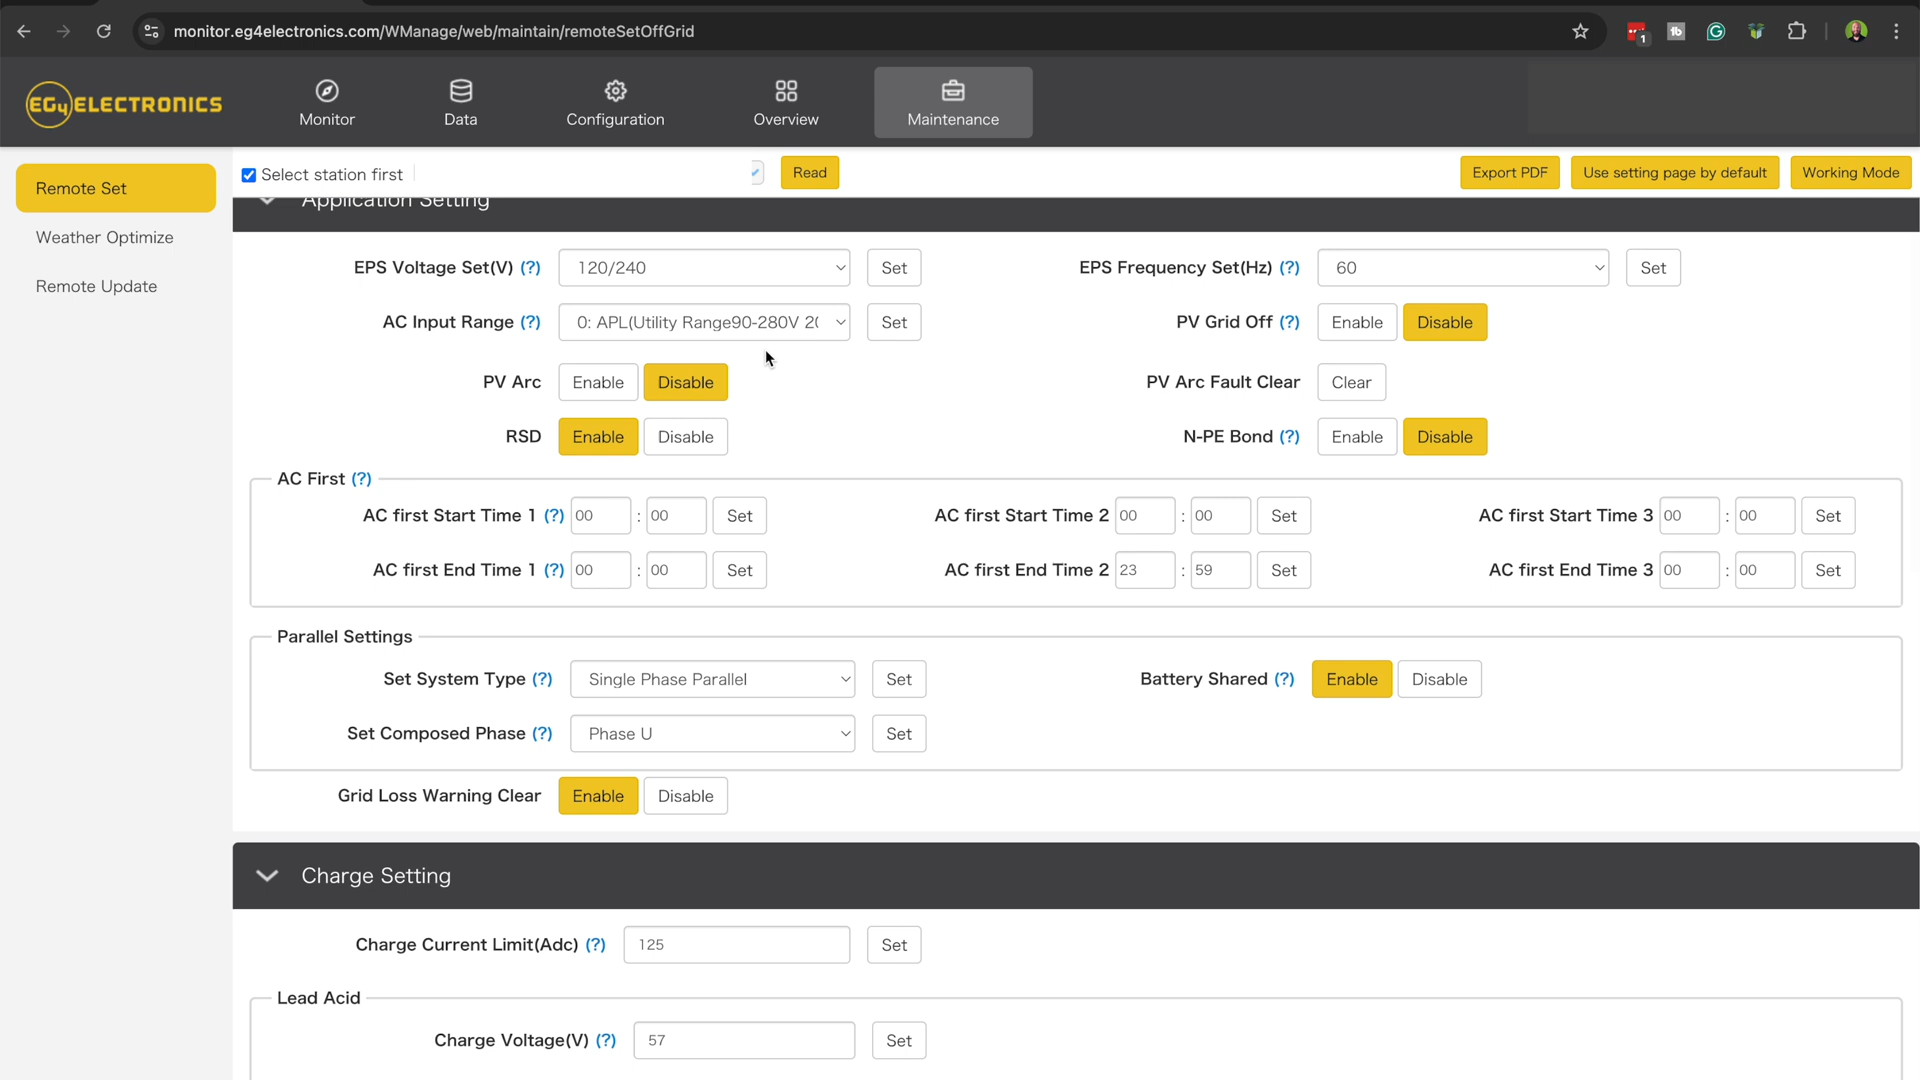 monitor.eg4electronics.com/WManage/web/maintain/remoteSetOffGrid
1
tb
EG4 ELECTRONICS
Monitor
Data
Configuration
Overview
Maintenance
Remote Set
Weather Optimize
Remote Update
Select station first
Read
Export PDF
Use setting page by default
Working Mode
Application Setting
EPS Voltage Set(V) (?) 120/240 Set
EPS Frequency Set(Hz) (?) 60 Set
AC Input Range (?) 0: APL(Utility Range90-280V 20 Set
PV Grid Off (?) Enable Disable
PV Arc Enable Disable
PV Arc Fault Clear Clear
RSD Enable Disable
N-PE Bond (?) Enable Disable
AC First (?)
AC first Start Time 1 (?) 00 : 00 Set
AC first Start Time 2 00 : 00 Set
AC first Start Time 3 00 : 00 Set
AC first End Time 1 (?) 00 : 00 Set
AC first End Time 2 23 : 59 Set
AC first End Time 3 00 : 00 Set
Parallel Settings
Set System Type (?) Single Phase Parallel Set
Battery Shared (?) Enable Disable
Set Composed Phase (?) Phase U Set
Grid Loss Warning Clear Enable Disable
Charge Setting
Charge Current Limit(Adc) (?) 125 Set
Lead Acid
Charge Voltage(V) (?) 57 Set